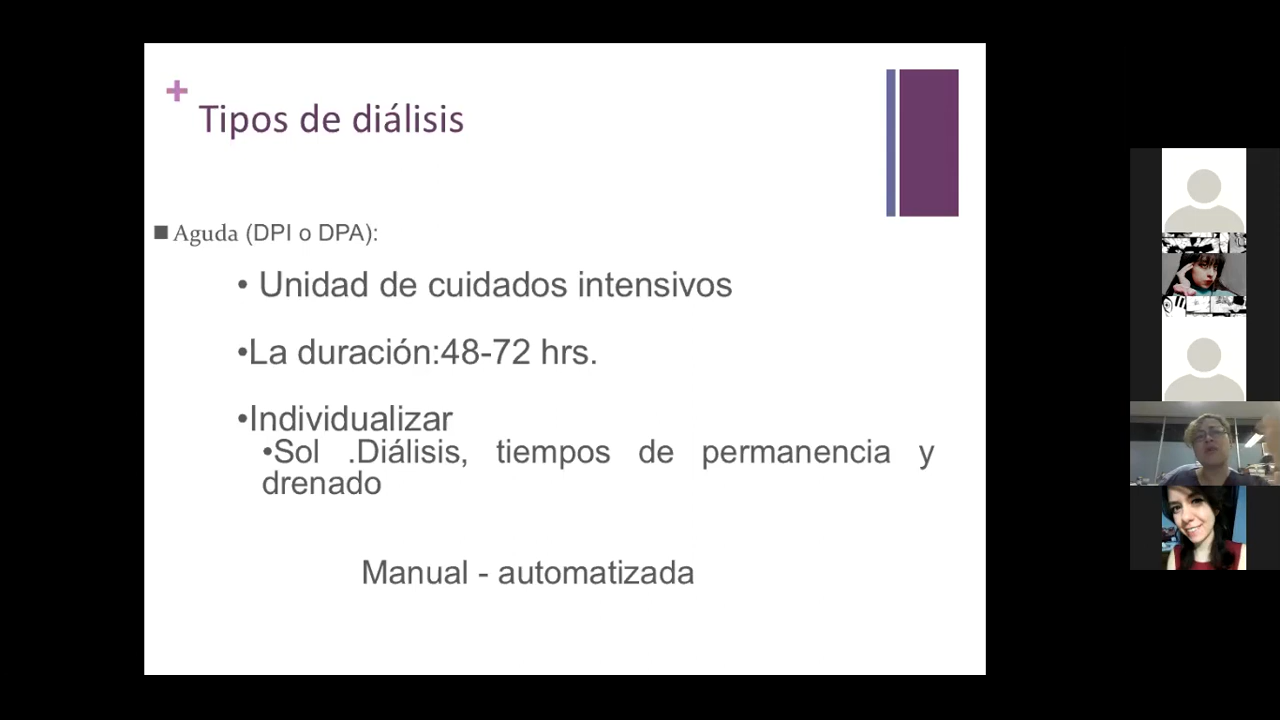 +
Tipos de diálisis
■ Aguda (DPI o DPA):
• Unidad de cuidados intensivos
•La duración:48-72 hrs.
•Individualizar
•Sol .Diálisis, tiempos de permanencia y
drenado
Manual - automatizada